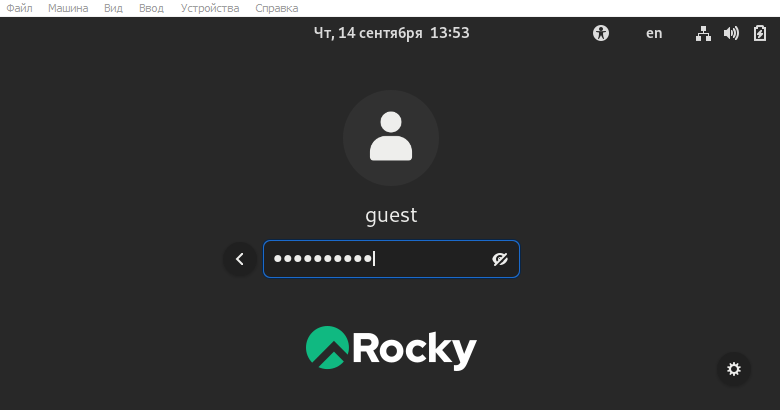 Файл Машина Вид Ввод Устройства Справка
Чт, 14 сентября 13:53 en
guest
Rocky